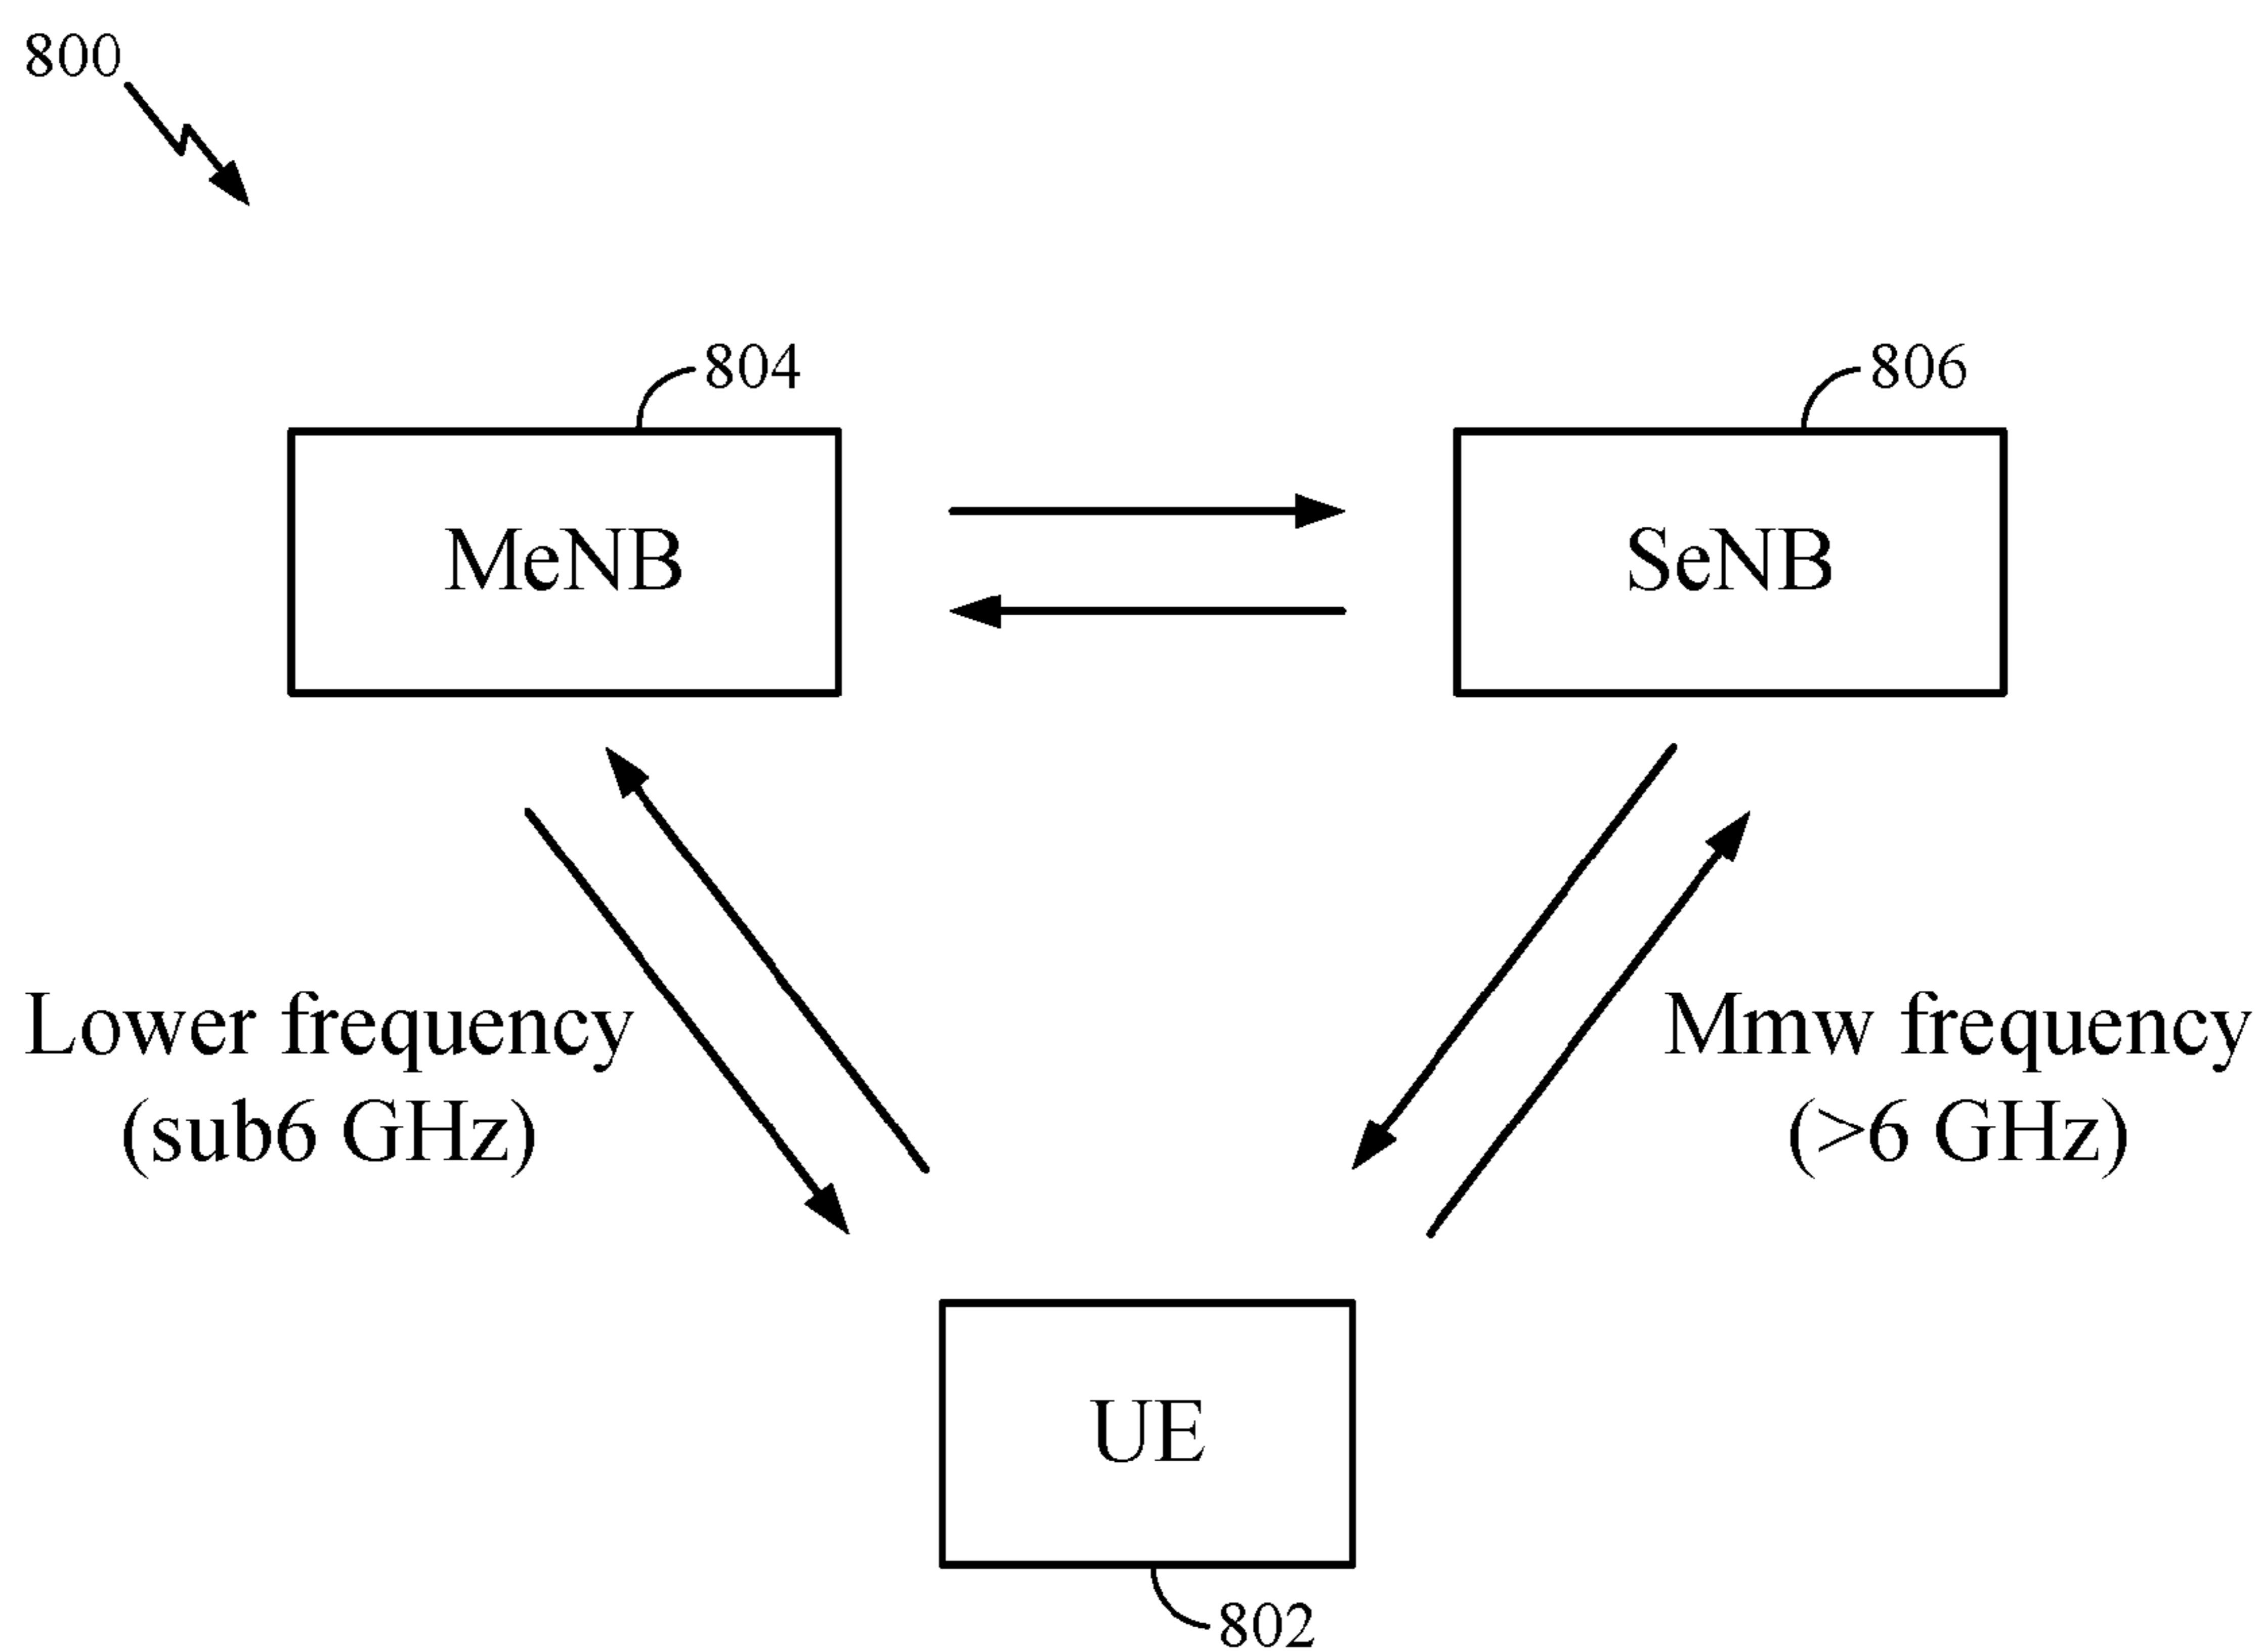 800
804
806
MeNB
SeNB
Lower frequency
(sub6 GHz)
Mmw frequency
(>6 GHz)
UE
802